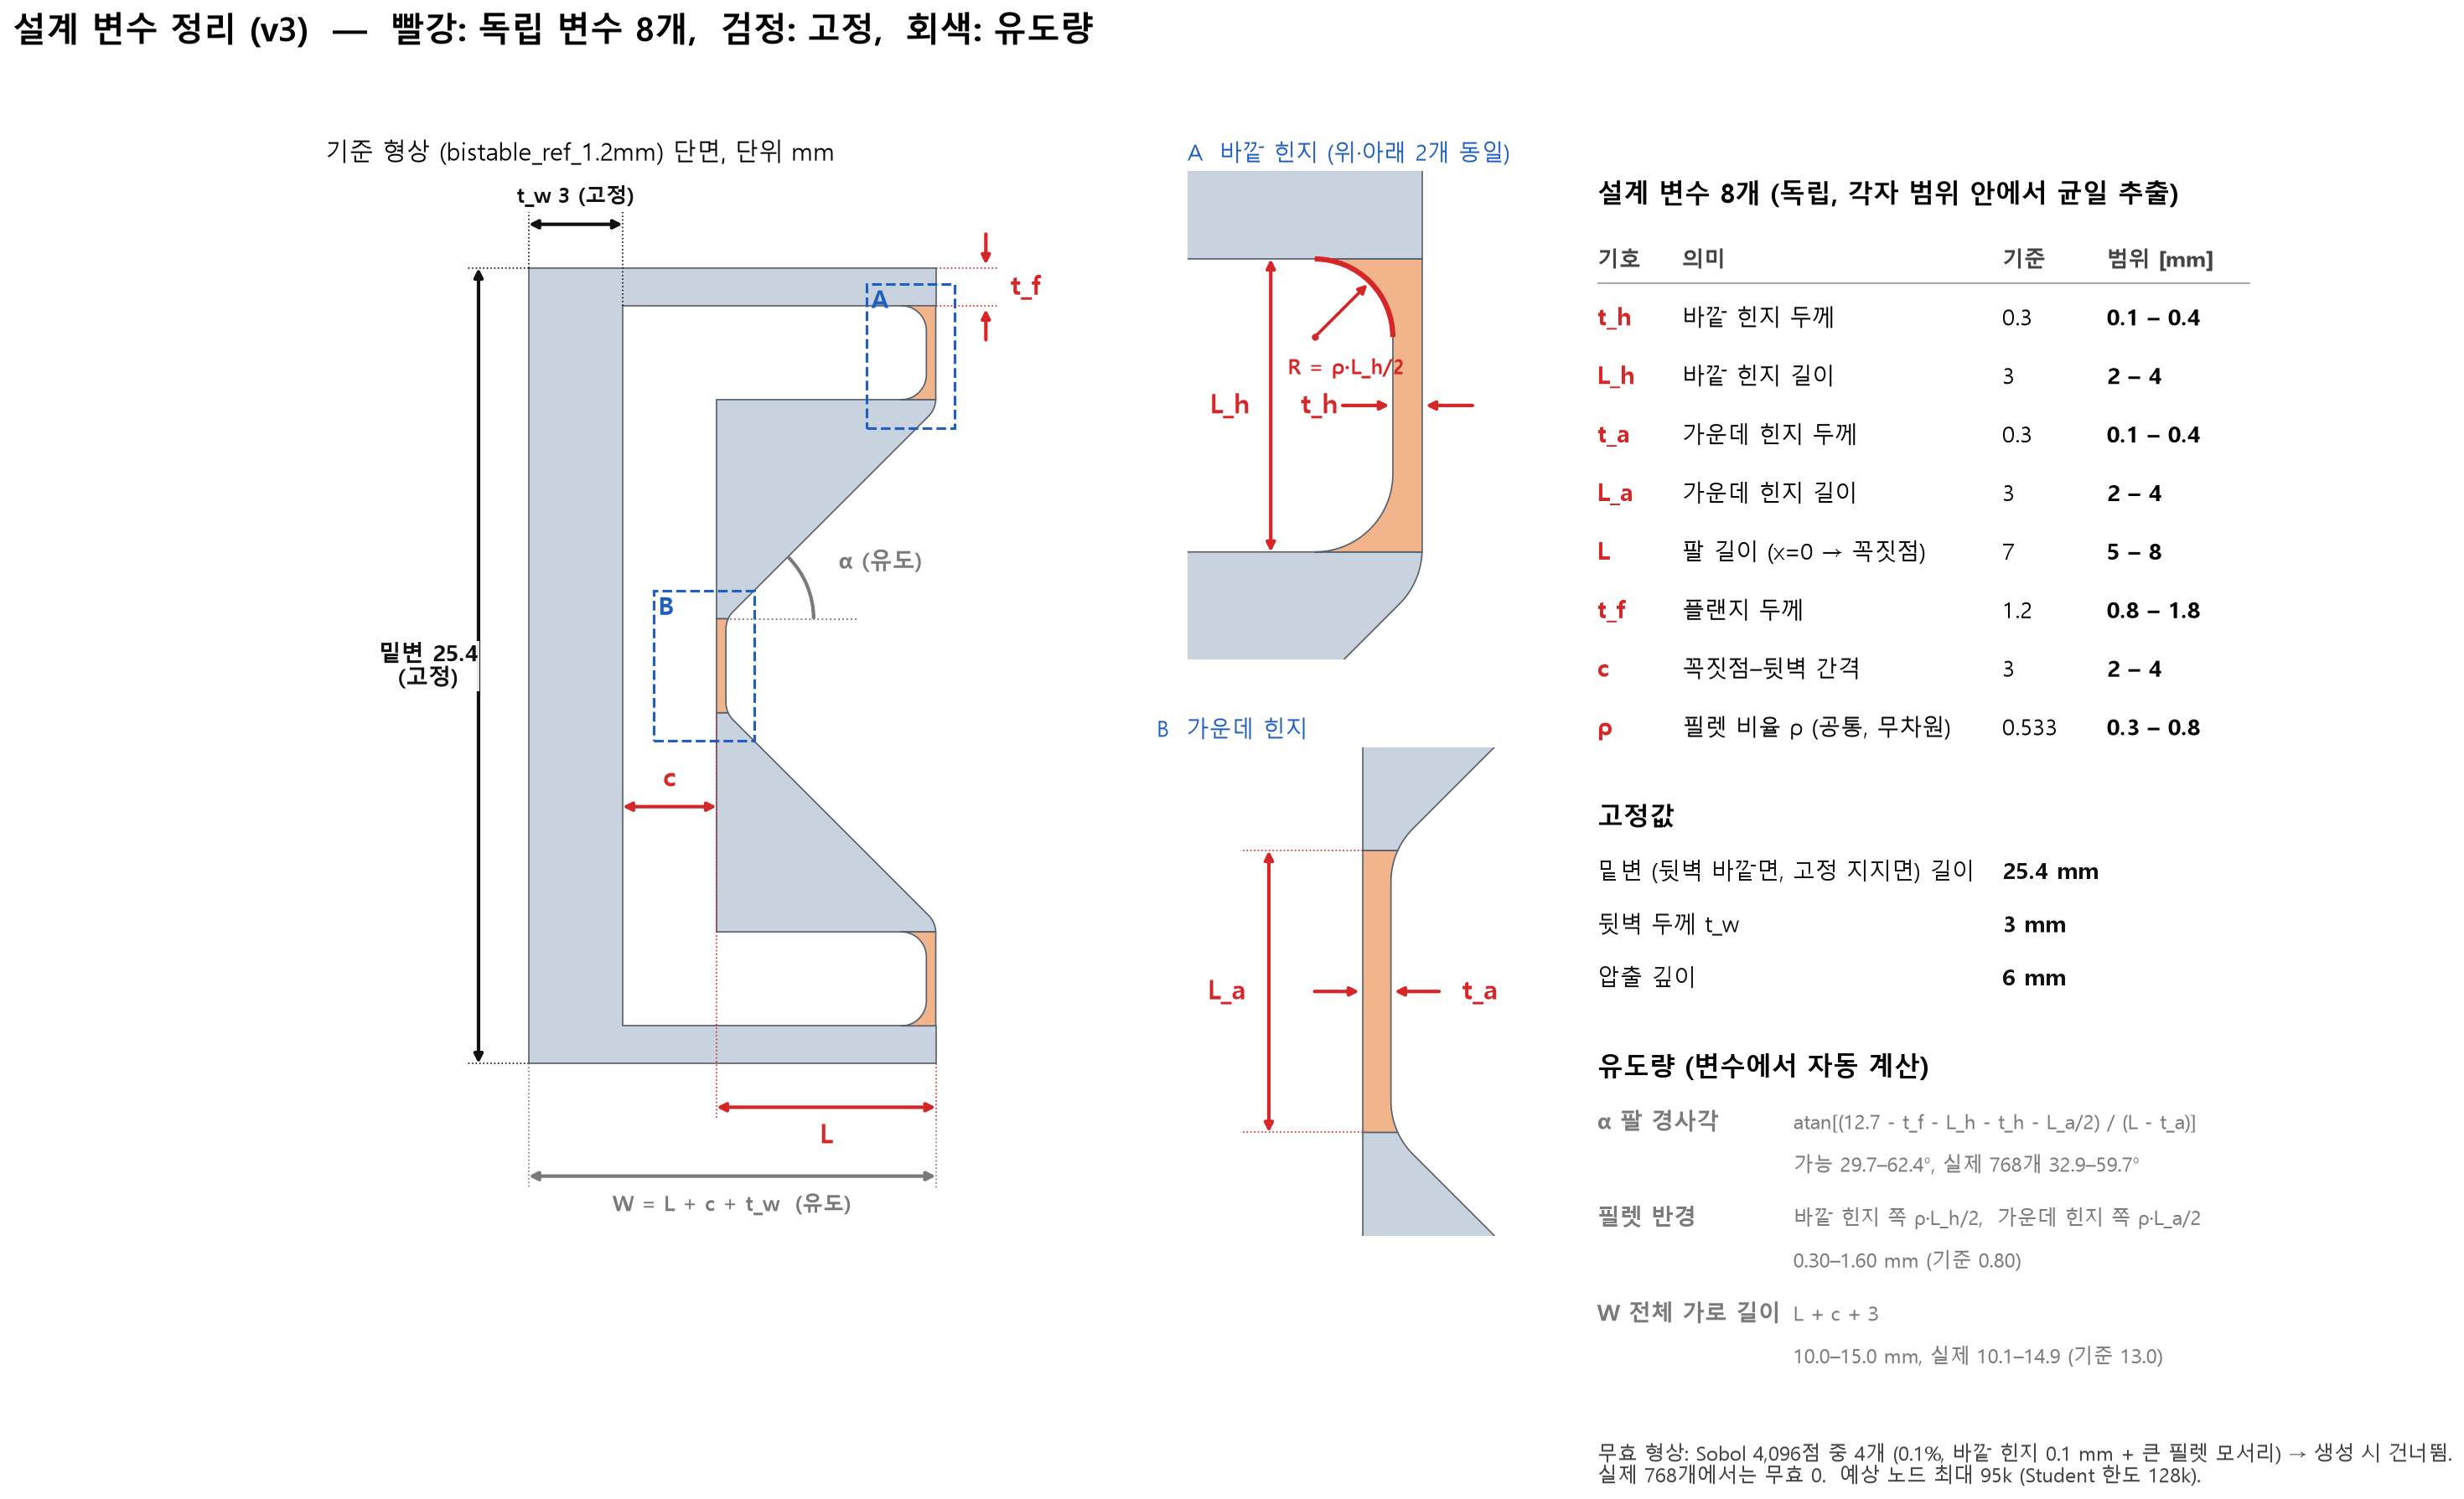 설계 변수 정리 (v3) — 빨강: 독립 변수 8개, 검정: 고정, 회색: 유도량
기준 형상 (bistable_ref_1.2mm) 단면, 단위 mm
t_w 3 (고정)
t_f
A
α (유도)
B
밑변 25.4
(고정)
c
L
W = L + c + t_w (유도)
A 바깥 힌지 (위·아래 2개 동일)
R = ρ·L_h/2
L_h
t_h
B 가운데 힌지
L_a
t_a
설계 변수 8개 (독립, 각자 범위 안에서 균일 추출)
기호 의미 기준 범위 [mm]
t_h 바깥 힌지 두께 0.3 0.1 – 0.4
L_h 바깥 힌지 길이 3 2 – 4
t_a 가운데 힌지 두께 0.3 0.1 – 0.4
L_a 가운데 힌지 길이 3 2 – 4
L 팔 길이 (x=0 → 꼭짓점) 7 5 – 8
t_f 플랜지 두께 1.2 0.8 – 1.8
c 꼭짓점–뒷벽 간격 3 2 – 4
ρ 필렛 비율 ρ (공통, 무차원) 0.533 0.3 – 0.8
고정값
밑변 (뒷벽 바깥면, 고정 지지면) 길이 25.4 mm
뒷벽 두께 t_w 3 mm
압출 깊이 6 mm
유도량 (변수에서 자동 계산)
α 팔 경사각 atan[(12.7 - t_f - L_h - t_h - L_a/2) / (L - t_a)]
가능 29.7–62.4°, 실제 768개 32.9–59.7°
필렛 반경 바깥 힌지 쪽 ρ·L_h/2, 가운데 힌지 쪽 ρ·L_a/2
0.30–1.60 mm (기준 0.80)
W 전체 가로 길이 L + c + 3
10.0–15.0 mm, 실제 10.1–14.9 (기준 13.0)
무효 형상: Sobol 4,096점 중 4개 (0.1%, 바깥 힌지 0.1 mm + 큰 필렛 모서리) → 생성 시 건너뜀.
실제 768개에서는 무효 0. 예상 노드 최대 95k (Student 한도 128k).